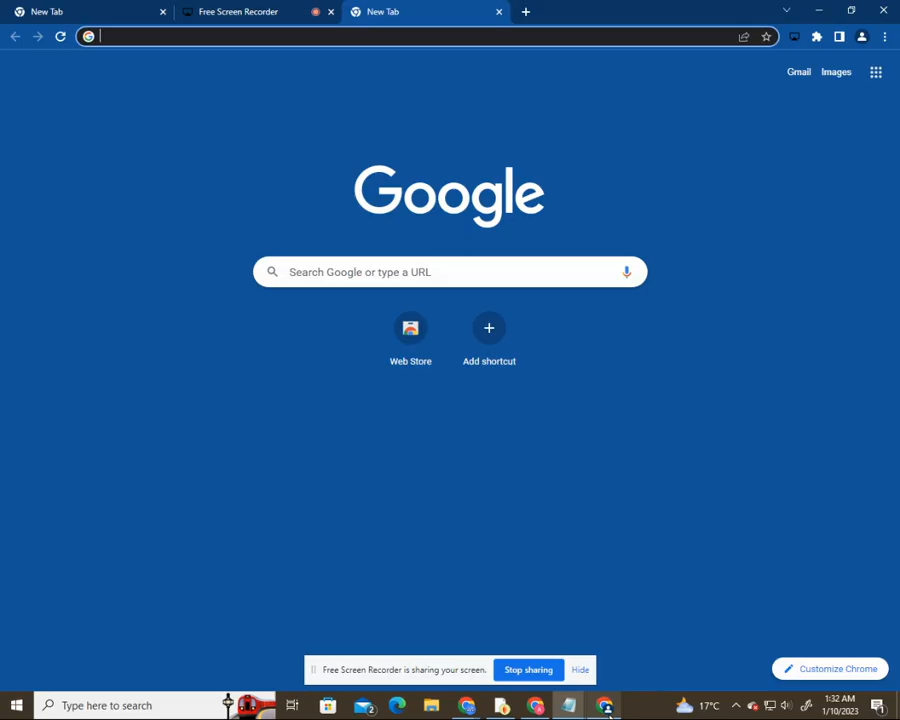 New Tab
Free Screen Recorder
New Tab
Gmail Images
Google
Search Google or type a URL
Web Store
Add shortcut
Free Screen Recorder is sharing your screen. Stop sharing Hide
Customize Chrome
Type here to search
2
17°C
1:32 AM
1/10/2023